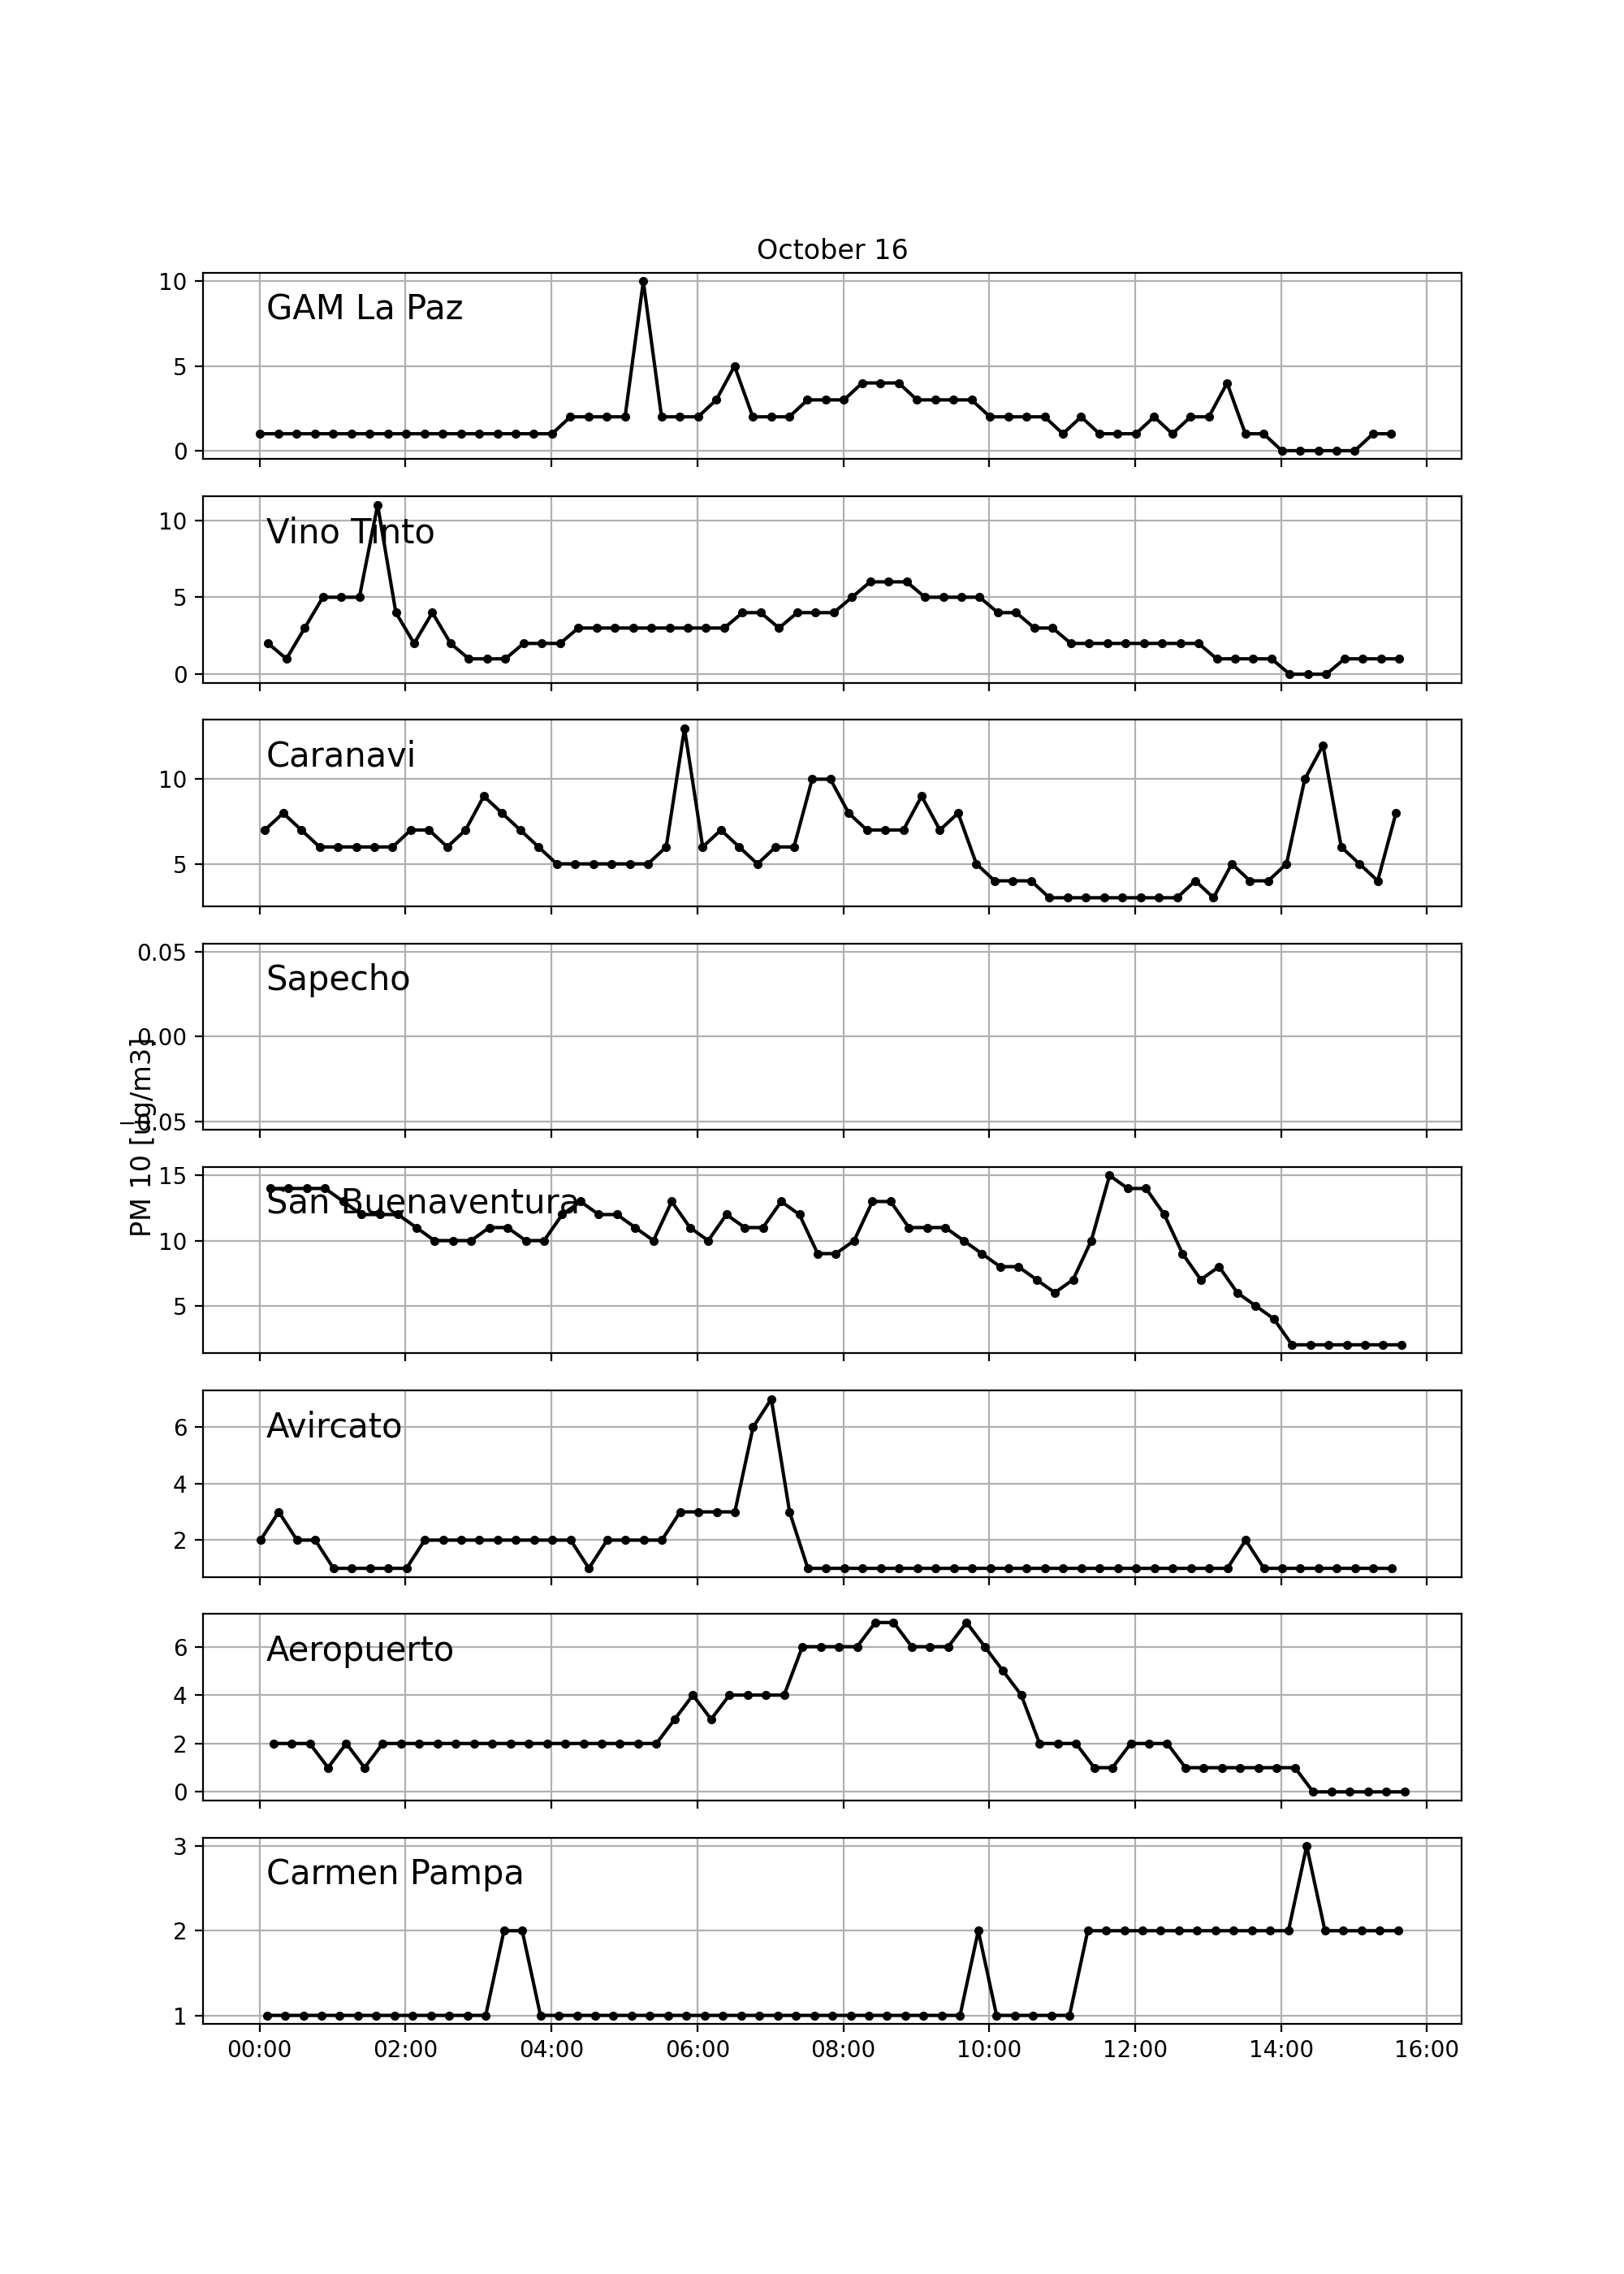 October 16
10
GAM La Paz
5
0
10
Vino Tinto
5
0
Caranavi
10
5
0.05
Sapecho
0.00
−0.05
PM 10 [ug/m3]
15
San Buenaventura
10
5
Avircato
6
4
2
Aeropuerto
6
4
2
0
3
Carmen Pampa
2
1
00:00 02:00 04:00 06:00 08:00 10:00 12:00 14:00 16:00